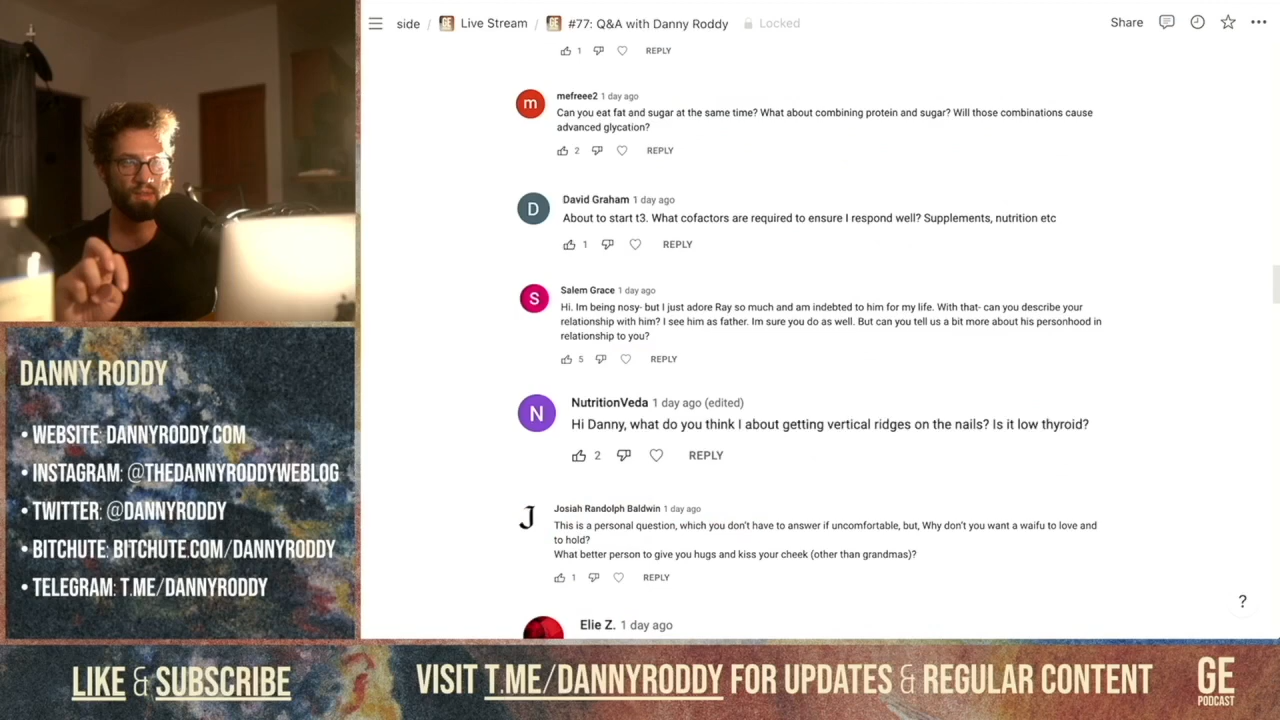 side / Live Stream / #77: Q&A with Danny Roddy Locked
Share
1 REPLY
m
mefreee2 1 day ago
Can you eat fat and sugar at the same time? What about combining protein and sugar? Will those combinations cause
advanced glycation?
2 REPLY
D
David Graham 1 day ago
About to start t3. What cofactors are required to ensure I respond well? Supplements, nutrition etc
1 REPLY
S
Salem Grace 1 day ago
Hi. Im being nosy- but I just adore Ray so much and am indebted to him for my life. With that- can you describe your
relationship with him? I see him as father. Im sure you do as well. But can you tell us a bit more about his personhood in
relationship to you?
5 REPLY
N
NutritionVeda 1 day ago (edited)
Hi Danny, what do you think I about getting vertical ridges on the nails? Is it low thyroid?
2 REPLY
J
Josiah Randolph Baldwin 1 day ago
This is a personal question, which you don't have to answer if uncomfortable, but, Why don't you want a waifu to love and
to hold?
What better person to give you hugs and kiss your cheek (other than grandmas)?
1 REPLY
?
Elie Z. 1 day ago
DANNY RODDY
• WEBSITE: DANNYRODDY.COM
• INSTAGRAM: @THEDANNYRODDYWEBLOG
• TWITTER: @DANNYRODDY
• BITCHUTE: BITCHUTE.COM/DANNYRODDY
• TELEGRAM: T.ME/DANNYRODDY
LIKE & SUBSCRIBE
VISIT T.ME/DANNYRODDY FOR UPDATES & REGULAR CONTENT
GE
PODCAST